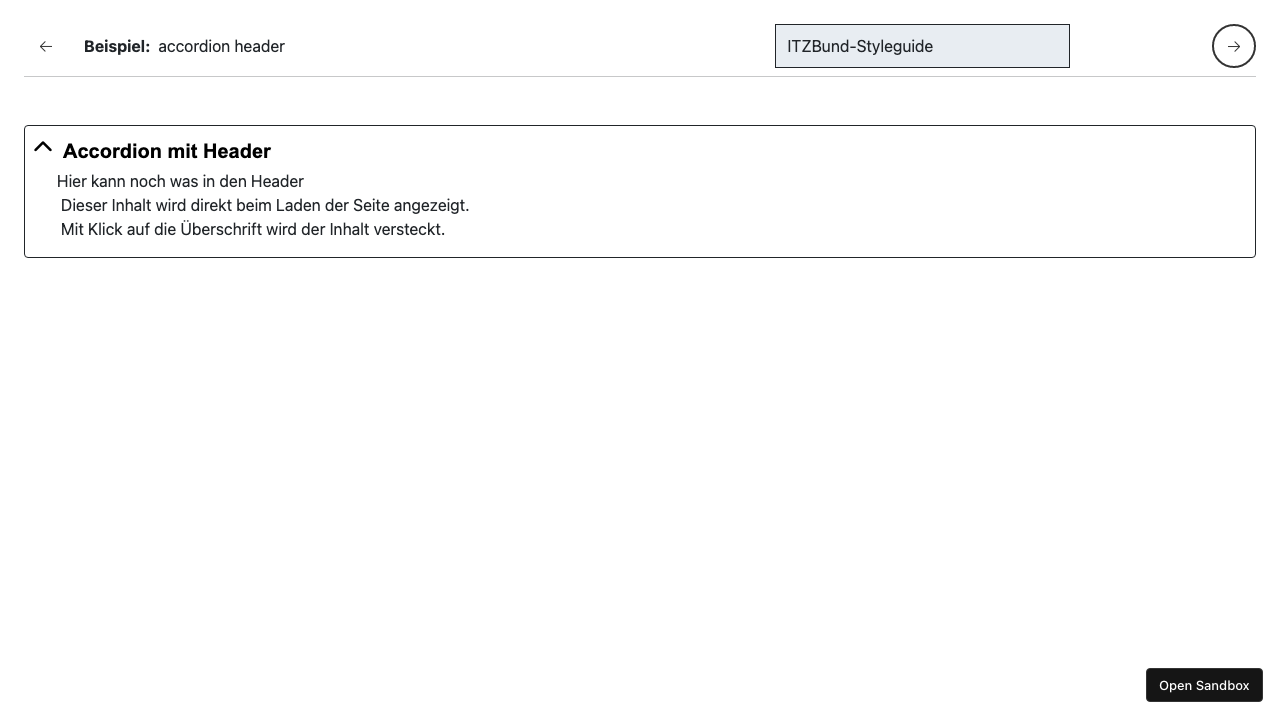 Beispiel: accordion header
ITZBund-Styleguide
Accordion mit Header
Hier kann noch was in den Header
Dieser Inhalt wird direkt beim Laden der Seite angezeigt.
Mit Klick auf die Überschrift wird der Inhalt versteckt.
Open Sandbox